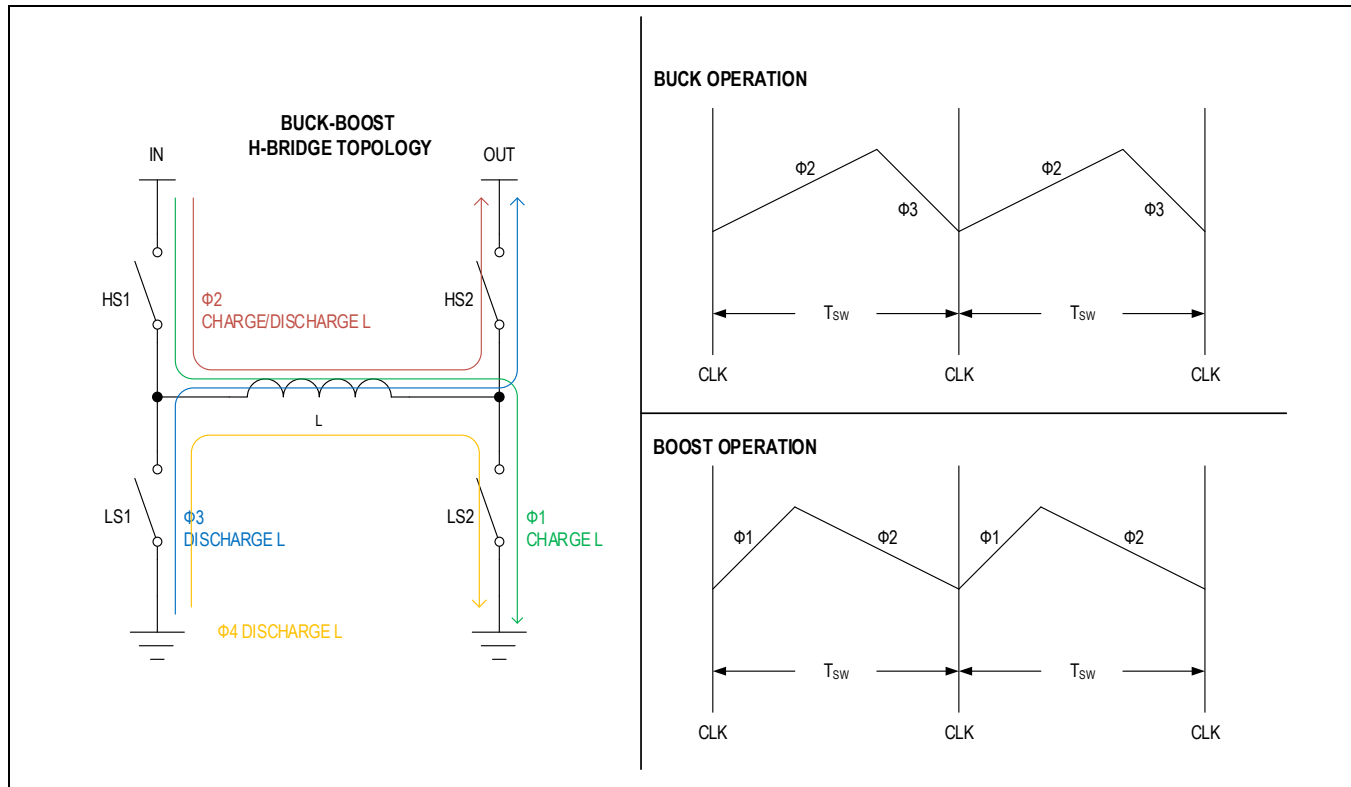 BUCK-BOOST
H-BRIDGE TOPOLOGY
IN
OUT
HS1
HS2
Φ2
CHARGE/DISCHARGE L
L
LS1
LS2
Φ3
DISCHARGE L
Φ1
CHARGE L
Φ4 DISCHARGE L
BUCK OPERATION
Φ2
Φ3
Φ2
Φ3
TSW
TSW
CLK
CLK
CLK
BOOST OPERATION
Φ1
Φ2
Φ1
Φ2
TSW
TSW
CLK
CLK
CLK